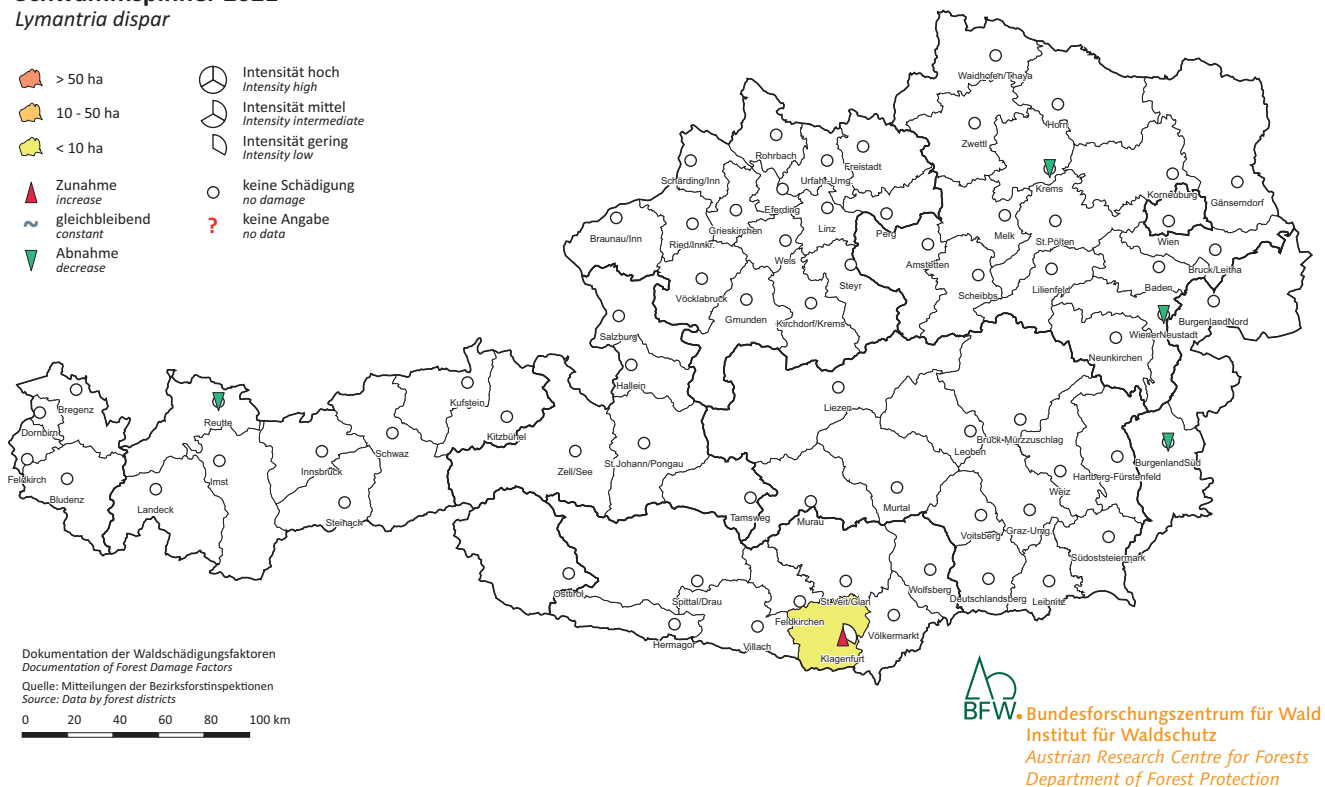 Lymantria dispar
> 50 ha
10 - 50 ha
< 10 ha
Zunahme
increase
~ gleichbleibend
constant
Abnahme
decrease
Intensität hoch
Intensity high
Intensität mittel
Intensity intermediate
Intensität gering
Intensity low
keine Schädigung
no damage
? keine Angabe
no data
Waidhofen/Thaya
Horn
Zwettl
Krems
Korneuburg
Gänserndorf
Rohrbach
Freistadt
Urfahr-Umg.
Schärding/Inn
Eferding
Grieskirchen
Linz
Perg
Braunau/Inn
Ried/Innkr.
Wels
Melk
St.Pölten
Wien
Bruck/Leitha
Amstetten
Steyr
Scheibbs
Lilienfeld
Baden
Vöcklabruck
Gmunden
Kirchdorf/Krems
BurgenlandNord
WienerNeustadt
Neunkirchen
Salzburg
Hallein
Kufstein
Kitzbühel
Liezen
Bregenz
Dornbirn
Reutte
Feldkirch
Bludenz
Landeck
Imst
Innsbruck
Schwaz
Steinach
Zell/See
St.Johann/Pongau
Bruck-Mürzzuschlag
Leoben
BurgenlandSüd
Hartberg-Fürstenfeld
Weiz
Tamsweg
Murau
Murtal
Voitsberg
Graz-Umg.
Südoststeiermark
Osttirol
Spittal/Drau
St.Veit/Glan
Wolfsberg
Deutschlandsberg
Leibnitz
Feldkirchen
Völkermarkt
Hermagor
Villach
Klagenfurt
Dokumentation der Waldschädigungsfaktoren
Documentation of Forest Damage Factors
Quelle: Mitteilungen der Bezirksforstinspektionen
Source: Data by forest districts
0 20 40 60 80 100 km
BFW.
Bundesforschungszentrum für Wald
Institut für Waldschutz
Austrian Research Centre for Forests
Department of Forest Protection